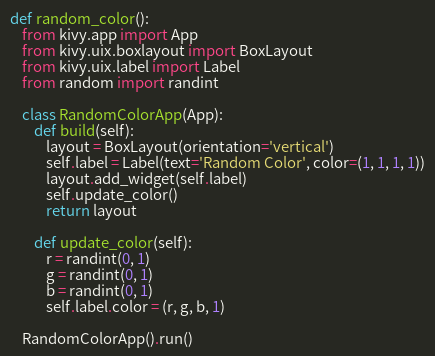 def random_color():
    from kivy.app import App
    from kivy.uix.boxlayout import BoxLayout
    from kivy.uix.label import Label
    from random import randint

    class RandomColorApp(App):
        def build(self):
            layout = BoxLayout(orientation='vertical')
            self.label = Label(text='Random Color', color=(1, 1, 1, 1))
            layout.add_widget(self.label)
            self.update_color()
            return layout

        def update_color(self):
            r = randint(0, 1)
            g = randint(0, 1)
            b = randint(0, 1)
            self.label.color = (r, g, b, 1)

    RandomColorApp().run()